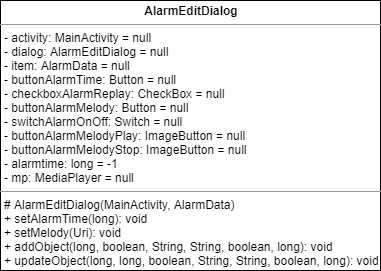 AlarmEditDialog
- activity: MainActivity = null
- dialog: AlarmEditDialog = null
- item: AlarmData = null
- buttonAlarmTime: Button = null
- checkboxAlarmReplay: CheckBox = null
- buttonAlarmMelody: Button = null
- switchAlarmOnOff: Switch = null
- buttonAlarmMelodyPlay: ImageButton = null
- buttonAlarmMelodyStop: ImageButton = null
- alarmtime: long = -1
- mp: MediaPlayer = null
# AlarmEditDialog(MainActivity, AlarmData)
+ setAlarmTime(long): void
+ setMelody(Uri): void
+ addObject(long, boolean, String, String, boolean, long): void
+ updateObject(long, long, boolean, String, String, boolean, long): void